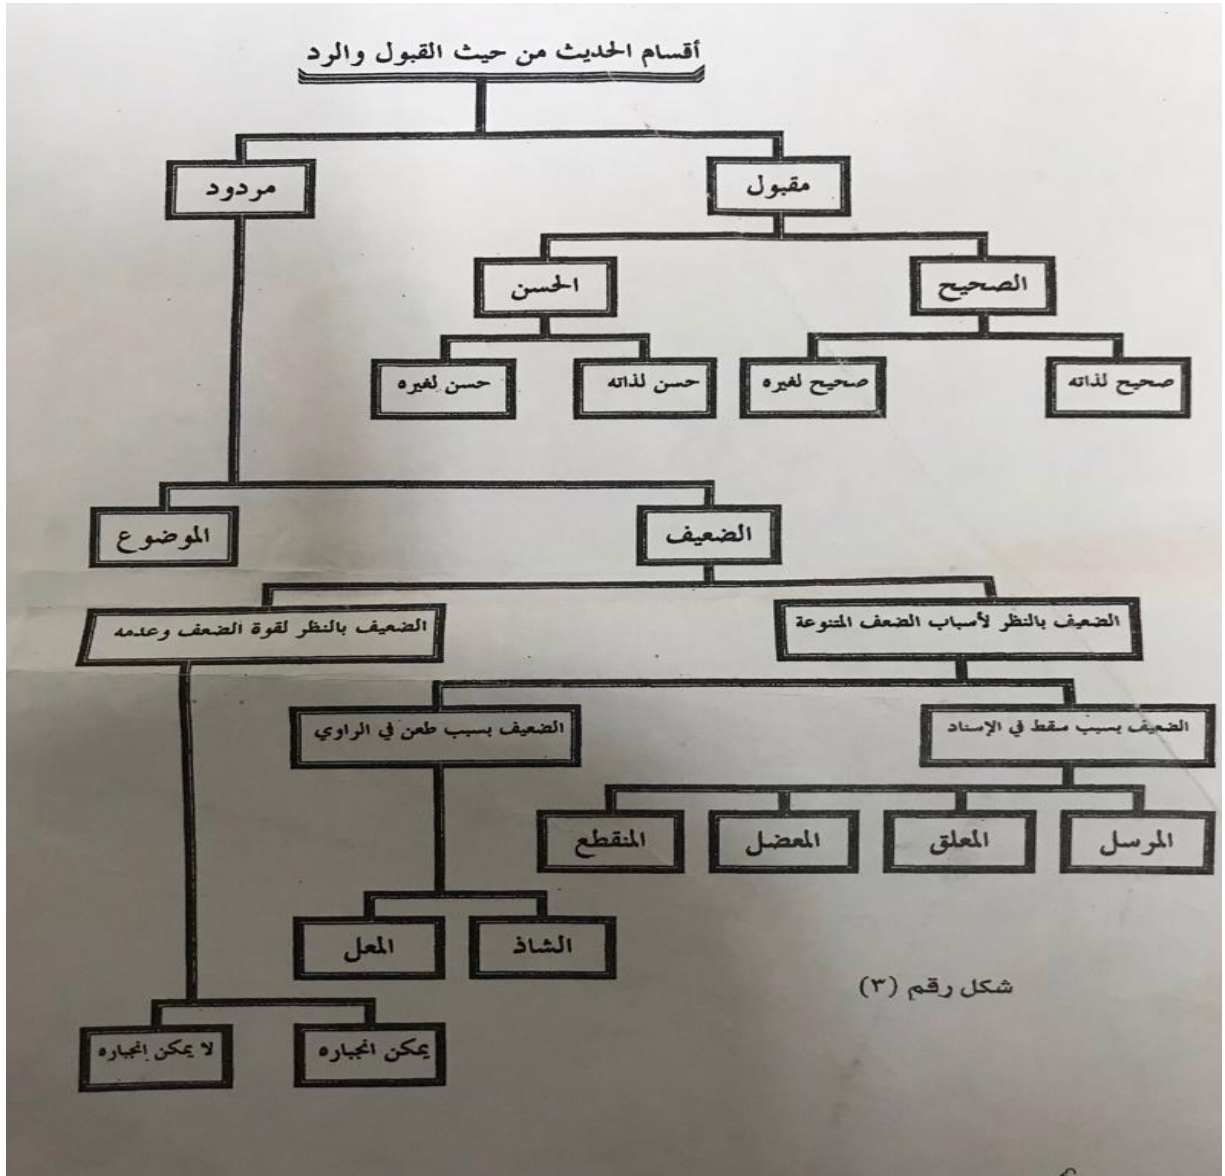 أقسام الحديث من حيث القبول والرد
مقبول
مردود
الصحيح
الحسن
صحيح لذاته
صحيح لغيره
حسن لذاته
حسن لغيره
الضعيف
الموضوع
الضعيف بالنظر لأسباب الضعف المتنوعة
الضعيف بالنظر لقوة الضعف وعدمه
الضعيف بسبب سقط في الإسناد
الضعيف بسبب طعن في الراوي
المرسل
المعلق
المعضل
المنقطع
الشاذ
المعل
يمكن انجباره
لا يمكن إنجباره
شكل رقم (٣)